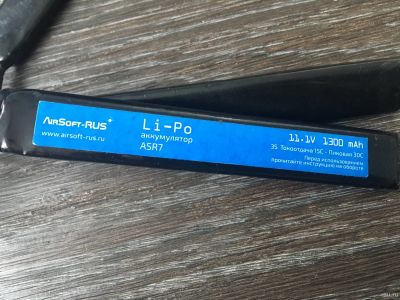 AirSoft-RUS
www.airsoft-rus.ru
Li-Po
аккумулятор
ASR7
11.1V 1300 mAh
3S Токоотдача 15C - Пиковая 30C
Перед использованием
прочитайте инструкцию на обороте